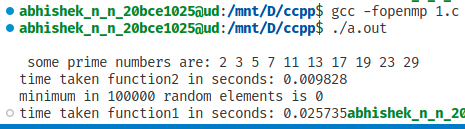 abhishek_n_n_20bce1025@ud:/mnt/D/ccpp$ gcc -fopenmp 1.c
abhishek_n_n_20bce1025@ud:/mnt/D/ccpp$ ./a.out
some prime numbers are: 2 3 5 7 11 13 17 19 23 29
time taken function2 in seconds: 0.009828
minimum in 100000 random elements is 0
time taken function1 in seconds: 0.025735abhishek_n_n_20